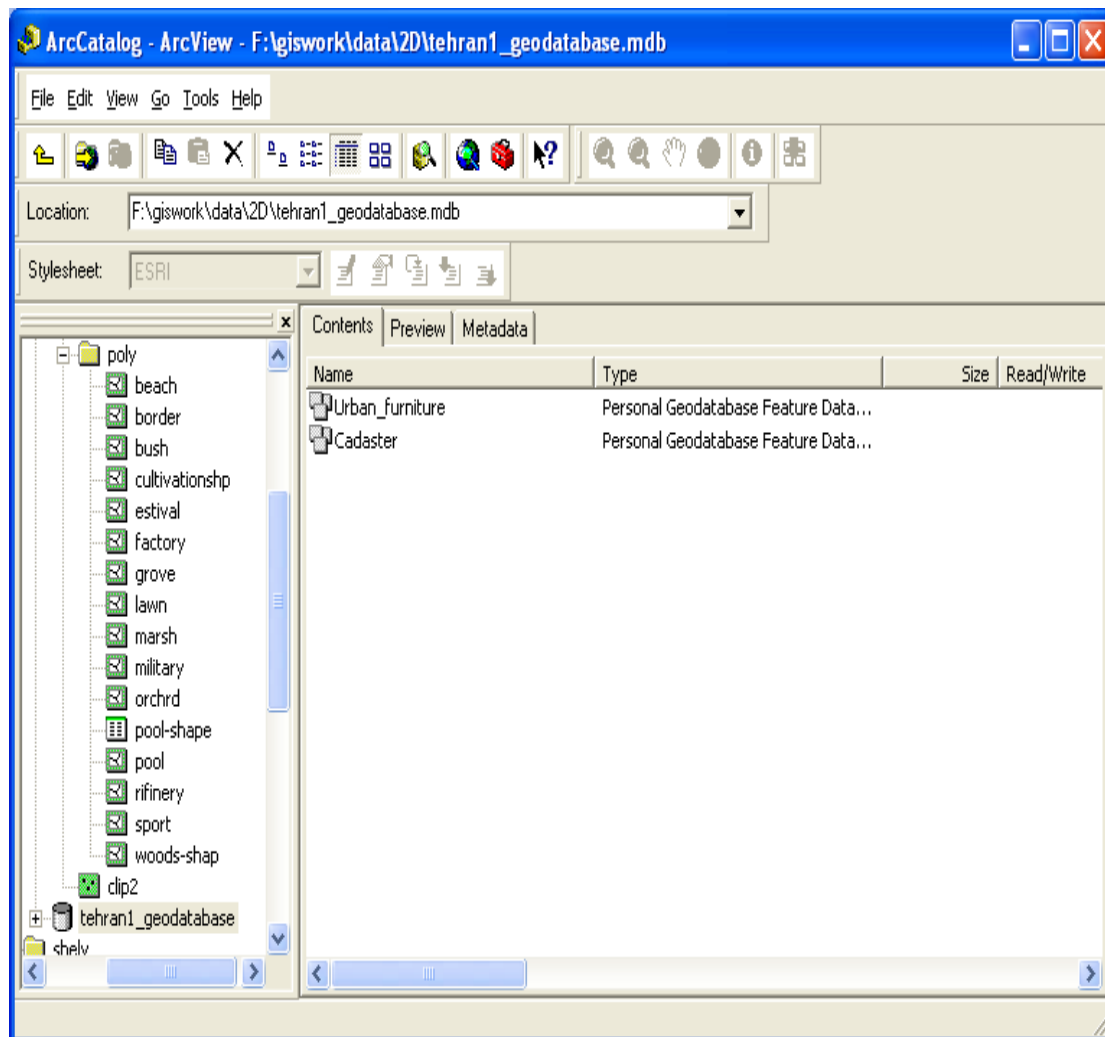 ArcCatalog - ArcView - F:\giswork\data\2D\tehran1_geodatabase.mdb
File Edit View Go Tools Help
Location: F:\giswork\data\2D\tehran1_geodatabase.mdb
Stylesheet: ESRI
Contents Preview Metadata
Name Type Size Read/Write
Urban_furniture Personal Geodatabase Feature Data...
Cadaster Personal Geodatabase Feature Data...
poly
beach
border
bush
cultivationshp
estival
factory
grove
lawn
marsh
military
orchrd
pool-shape
pool
rifinery
sport
woods-shap
clip2
tehran1_geodatabase
shely